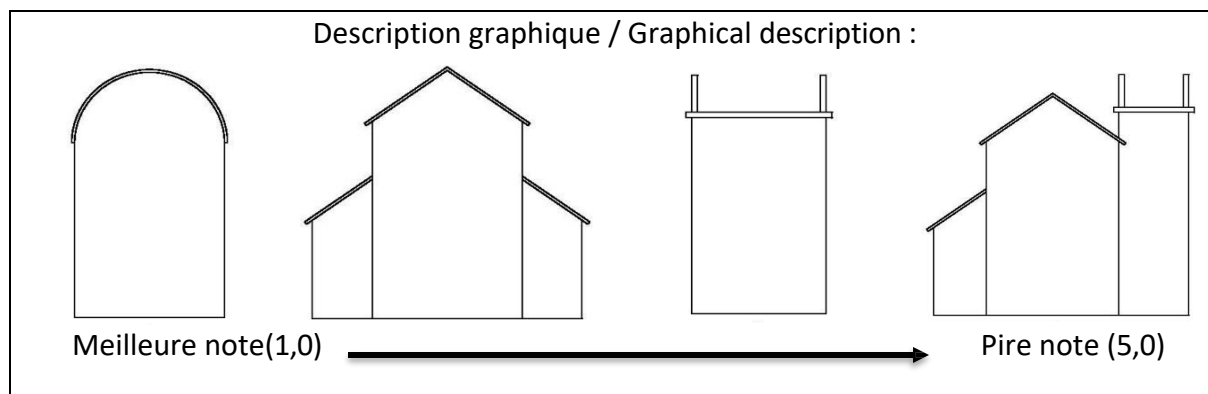 Description graphique / Graphical description :
Meilleure note(1,0) Pire note (5,0)